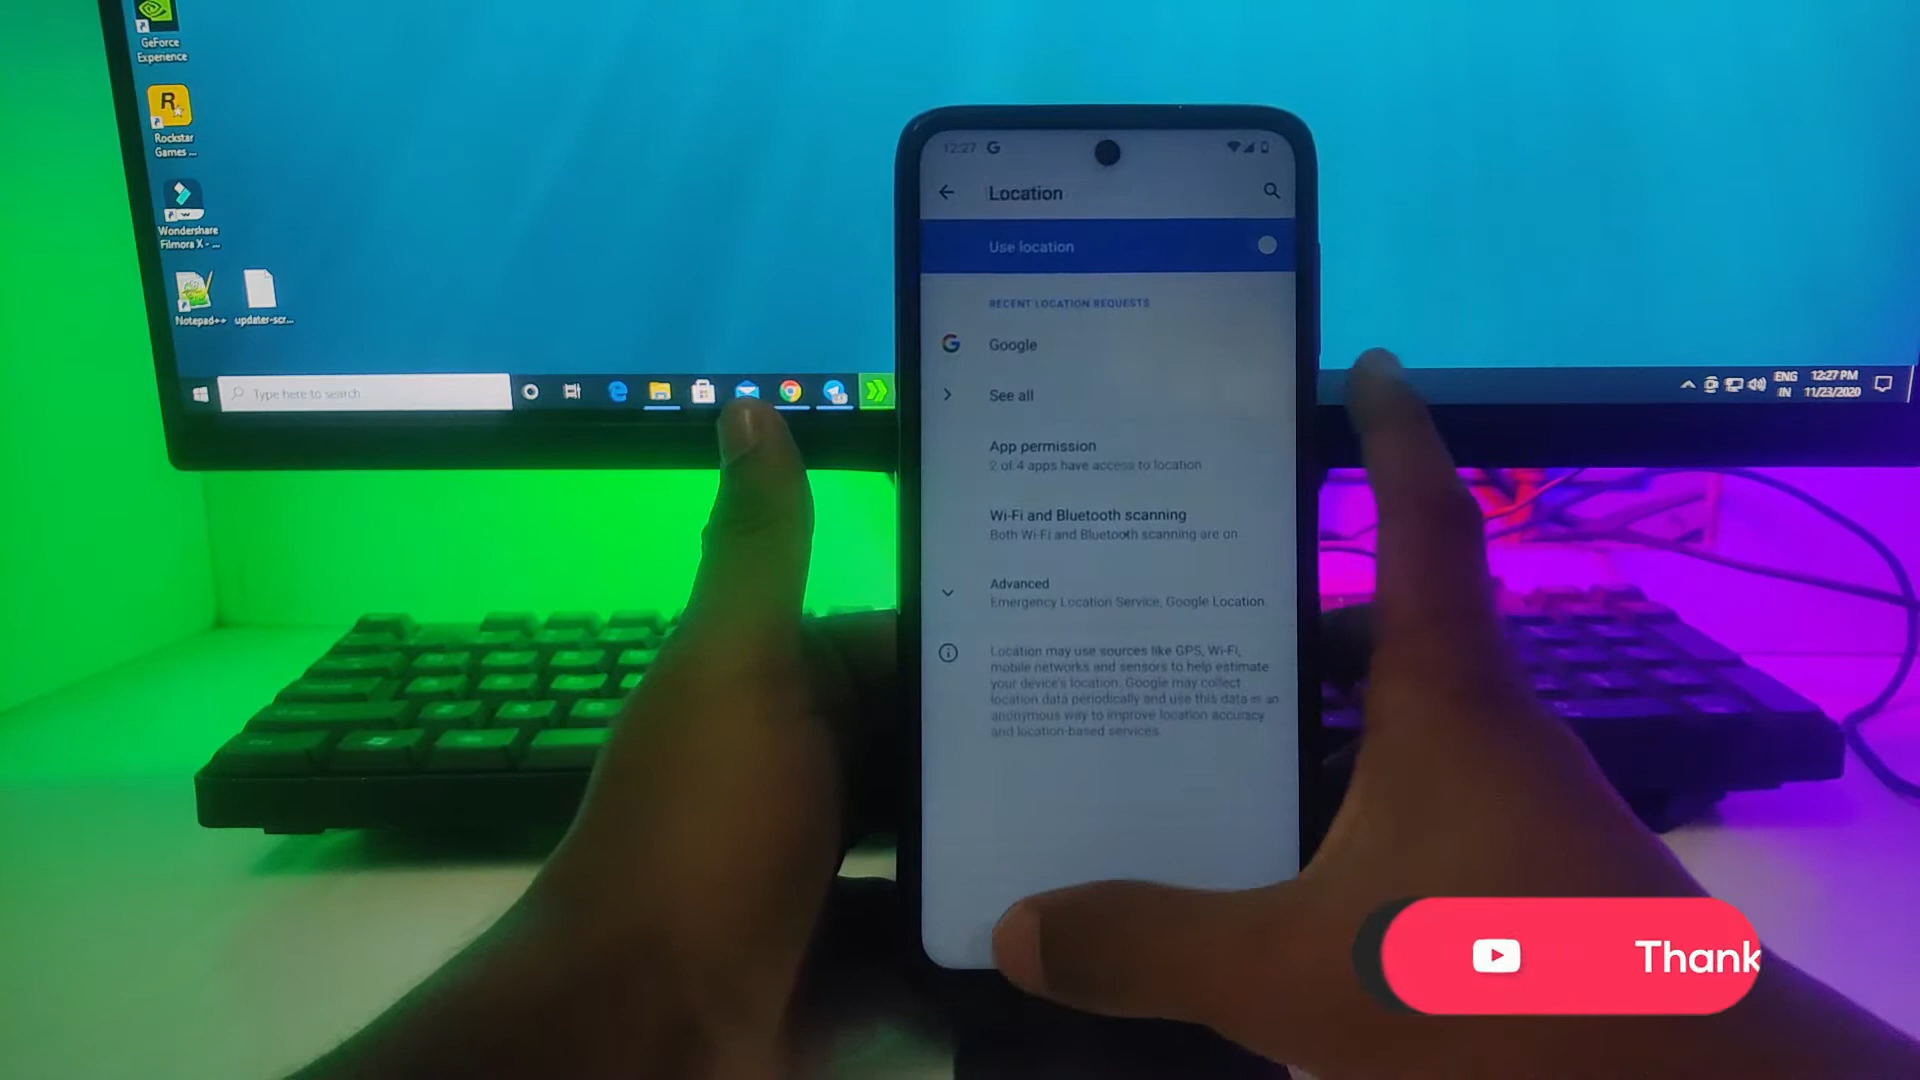 GeForce
Experience
Rockstar
Games ...
Wondershare
Filmora X - ...
Notepad++
updater-scr...
Type here to search
ENG
IN
12:27 PM
11/23/2020
12:27
Location
Use location
RECENT LOCATION REQUESTS
Google
See all
App permission
2 of 4 apps have access to location
Wi-Fi and Bluetooth scanning
Both Wi-Fi and Bluetooth scanning are on
Advanced
Emergency Location Service, Google Location
Location may use sources like GPS, Wi-Fi,
mobile networks and sensors to help estimate
your device's location. Google may collect
location data periodically and use this data in an
anonymous way to improve location accuracy
and location-based services.
Thank